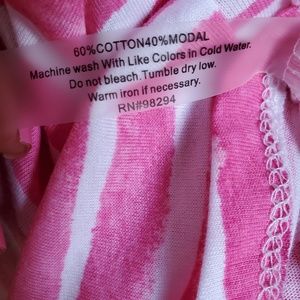 60%COTTON40%MODAL
Machine wash With Like Colors in Cold Water.
Do not bleach.Tumble dry low.
Warm iron if necessary.
RN#98294